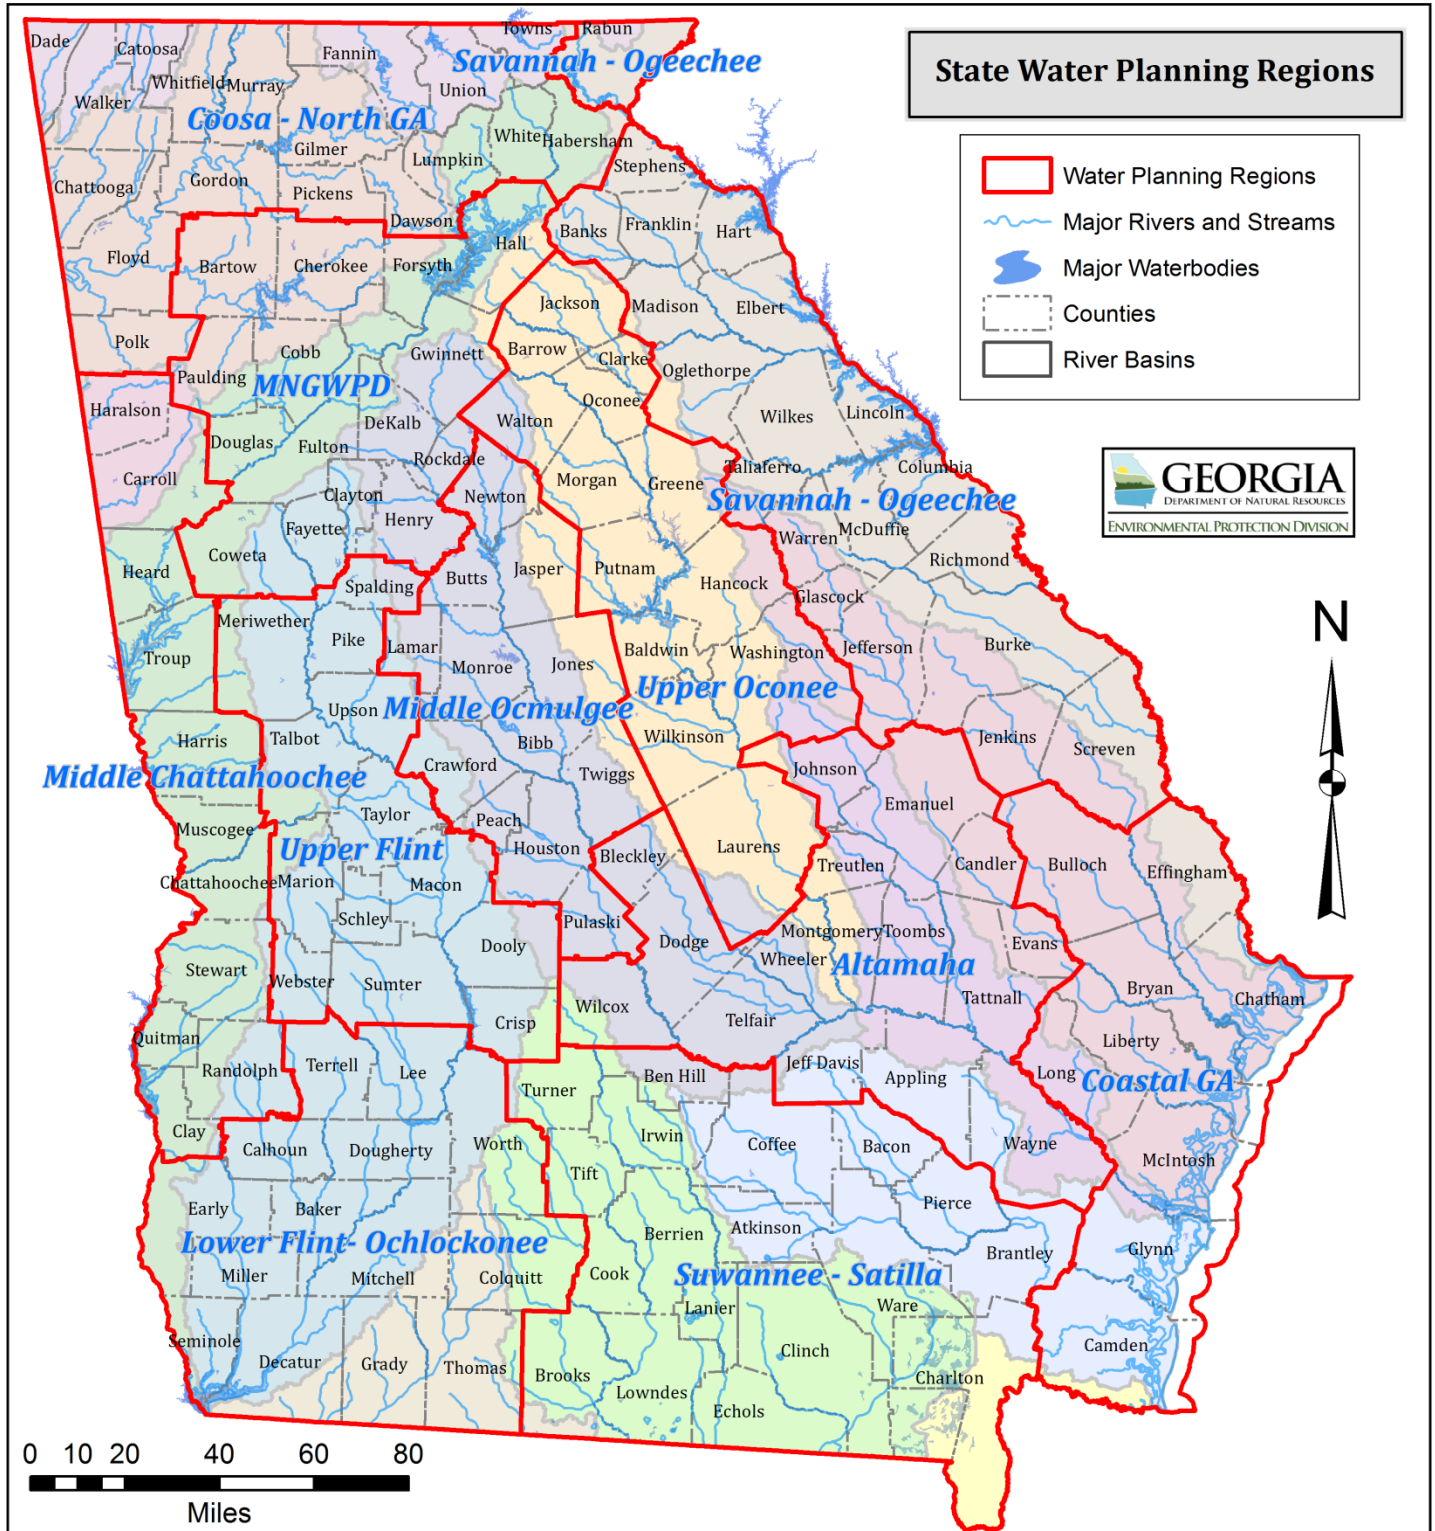 Towns
Rabun
Dade
Catoosa
Fannin
Savannah - Ogeechee
State Water Planning Regions
Whitfield
Murray
Union
Walker
Coosa - North GA
White
Habersham
Gilmer
Lumpkin
Stephens
Water Planning Regions
Chattooga
Gordon
Pickens
Dawson
Franklin
Major Rivers and Streams
Banks
Hart
Hall
Floyd
Bartow
Cherokee
Forsyth
Major Waterbodies
Jackson
Madison
Elbert
Counties
Polk
Cobb
Gwinnett
Barrow
Clarke
River Basins
Paulding
MNGWPD
Oglethorpe
Haralson
Oconee
DeKalb
Walton
Wilkes
Lincoln
Douglas
Fulton
Rockdale
Carroll
Taliaferro
Columbia
Clayton
Newton
Morgan
Greene
Savannah - Ogeechee
GEORGIA
DEPARTMENT OF NATURAL RESOURCES
ENVIRONMENTAL PROTECTION DIVISION
Fayette
Henry
McDuffie
Warren
Coweta
Richmond
Heard
Spalding
Butts
Jasper
Putnam
Hancock
Glascock
Meriwether
Pike
Lamar
Baldwin
Washington
Jefferson
Burke
N
Troup
Monroe
Jones
Upper Oconee
Upson
Middle Ocmulgee
Talbot
Harris
Bibb
Wilkinson
Jenkins
Screven
Middle Chattahoochee
Crawford
Twiggs
Johnson
Emanuel
Taylor
Peach
Muscogee
Upper Flint
Houston
Bleckley
Laurens
Treutlen
Candler
Bulloch
Effingham
Chattahoochee
Marion
Macon
Schley
Pulaski
Dooly
Dodge
Montgomery
Toombs
Evans
Wheeler
Altamaha
Stewart
Webster
Sumter
Bryan
Chatham
Tattnall
Wilcox
Telfair
Crisp
Quitman
Liberty
Randolph
Terrell
Lee
Turner
Ben Hill
Jeff Davis
Appling
Long
Coastal GA
Clay
Calhoun
Dougherty
Worth
Irwin
Coffee
Bacon
Wayne
Tift
McIntosh
Early
Baker
Pierce
Berrien
Atkinson
Lower Flint- Ochlockonee
Brantley
Glynn
Miller
Mitchell
Colquitt
Cook
Suwannee - Satilla
Lanier
Ware
Seminole
Decatur
Grady
Thomas
Brooks
Clinch
Camden
Charlton
Lowndes
Echols
0 10 20 40 60 80
Miles